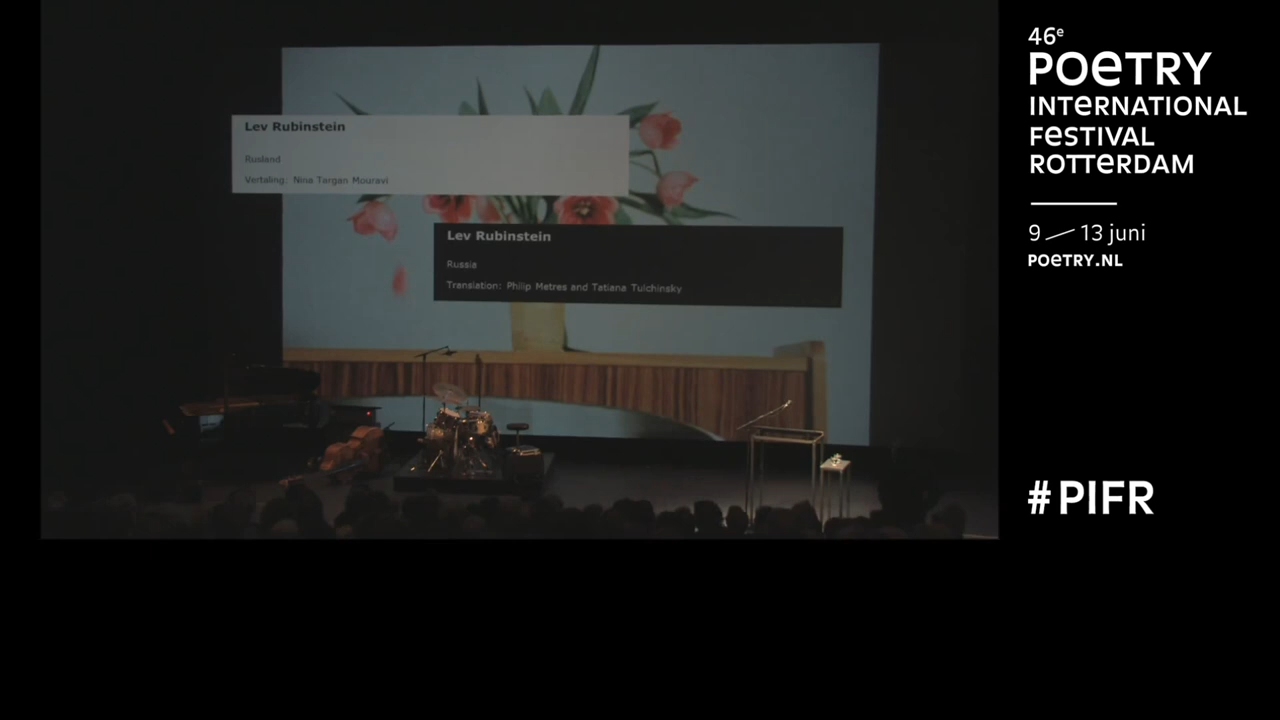 Lev Rubinstein
Rusland
Vertaling: Nina Targan Mouravi
Lev Rubinstein
Russia
Translation: Philip Metres and Tatiana Tulchinsky
46e
POeTRY
INTeRNATIONAL
FeSTIVAL
ROTTeRDAM
9 — 13 juni
POeTRY.NL
#PIFR